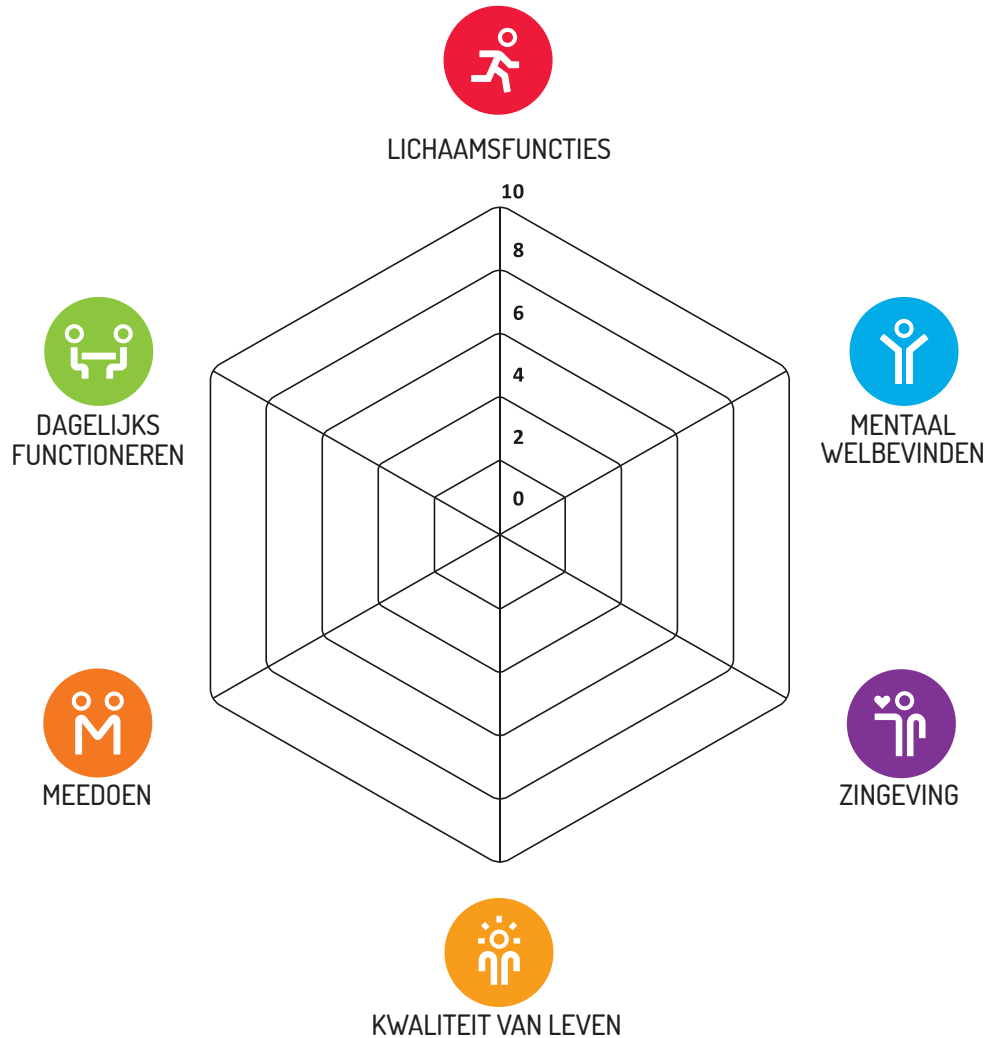 LICHAAMSFUNCTIES
10
8
6
4
2
0
DAGELIJKS
FUNCTIONEREN
MENTAAL
WELBEVINDEN
MEEDOEN
ZINGEVING
KWALITEIT VAN LEVEN